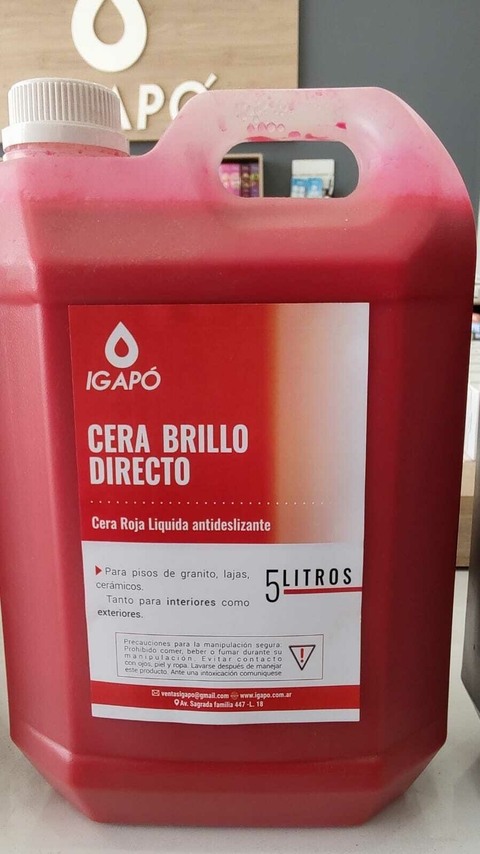 APÓ
IGAPÓ
CERA BRILLO
DIRECTO
Cera Roja Liquida antideslizante
Para pisos de granito, lajas,
cerámicos.
Tanto para interiores como
exteriores.
5 LITROS
Precauciones para la manipulación segura.
Prohibido comer, beber o fumar durante su
manipulación. Evitar contacto
con ojos, piel y ropa. Lavarse después de manejar
este producto. Ante una intoxicación comuniquese
!
ventasigapo@gmail.com www.igapo.com.ar
Av. Sagrada familia 447 -L. 18